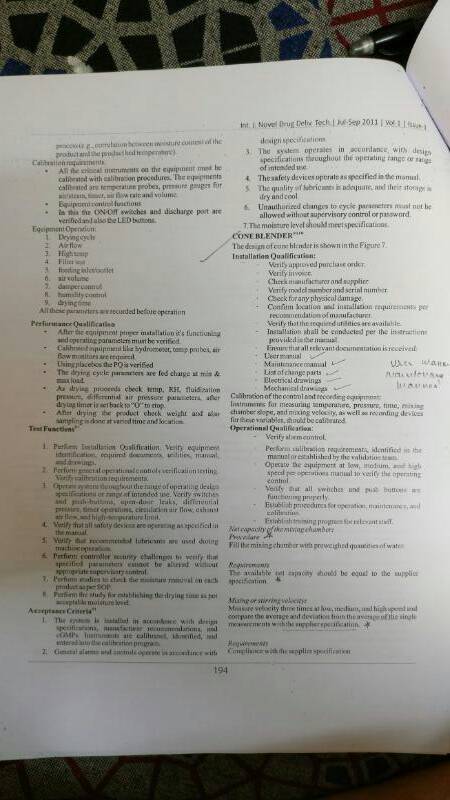 Int. J. Novel Drug Deliv. Tech. | Jul-Sep 2011 | Vol 1 | Issue
process(e.g., correlation between moisture content of the
product and the product bed temperature).
Calibration requirements:
• All the critical instruments on the equipment must be
calibrated with calibration procedures. The equipments
calibrated are temperature probes, pressure gauges for
air/steam, timer, air flow rate and volume.
• Equipment control functions
• In this the ON/Off switches and discharge port are
verified and also the LED buttons.
Equipment Operation:
1. Drying cycle
2. Air flow
3. High temp
4. Filter
5. feeding inlet/outlet
6. air volume
7. damper control
8. humidity control
9. drying time
All these parameters are recorded before operation
Performance Qualification
• After the equipment proper installation it's functioning
and operating parameters must be verified.
• Calibrated equipment like hydrometer, temp probes, air
flow monitors are required.
• Using placebos the PQ is verified
• The drying cycle parameters are fed charge at min &
max load.
• As drying proceeds check temp, RH, fluidization
pressure, differential air pressure parameters, after
drying timer is set back to "O" to stop.
• After drying the product check weight and also
sampling is done at varied time and location.
Test Functions
1. Perform Installation Qualification. Verify equipment
identification, required documents, utilities, manual,
and drawings.
2. Perform general operational controls verification testing.
Verify calibration requirements.
3. Operate system throughout the range of operating design
specifications or range of intended use. Verify switches
and push-buttons, open-door leaks, differential
pressure, timer operations, circulation air flow, exhaust
air flow, and high-temperature limit.
4. Verify that all safety devices are operating as specified in
the manual.
5. Verify that recommended lubricants are used during
machine operation.
6. Perform controller security challenges to verify that
specified parameters cannot be altered without
appropriate supervisory control.
7. Perform studies to check the moisture removal on each
product as per SOP.
8. Perform the study for establishing the drying time as per
acceptable moisture level.
Acceptance Criteria
1. The system is installed in accordance with design
specifications, manufacturer recommendations, and
cGMPs Instruments are calibrated, identified, and
entered into the calibration program.
2. General alarms and controls operate in accordance with
design specifications
3. The system operates in accordance with design
specifications throughout the operating range or range
of intended use.
4. The safety devices operate as specified in the manual.
5. The quality of lubricants is adequate, and their storage is
dry and cool.
6. Unauthorized changes to cycle parameters must not be
allowed without supervisory control or password.
7. The moisture level should meet specifications.
CONE BLENDER
The design of cone blender is shown in the Figure 7.
Installation Qualification:
- Verify approved purchase order.
- Verify invoice.
- Check manufacturer and supplier
- Verify model number and serial number.
- Check for any physical damage.
- Confirm location and installation requirements per
recommendation of manufacturer.
- Verify that the required utilities are available.
- Installation shall be conducted per the instructions
provided in the manual.
- Ensure that all relevant documentation is received:
- User manual
- Maintenance manual
- List of change parts
- Electrical drawings
- Mechanical drawings
Calibration of the control and recording equipment:
Instruments for measuring temperature, pressure, time, mixing
chamber slope, and mixing velocity, as well as recording devices
for these variables, should be calibrated.
Operational Qualification:
- Verify alarm control.
- Perform calibration requirements, identified in the
manual or established by the validation team.
- Operate the equipment at low, medium, and high
speed per operations manual to verify the operating
control.
- Verify that all switches and push buttons are
functioning properly.
- Establish procedures for operation, maintenance, and
calibration.
- Establish training program for relevant staff.
Net capacity of the mixing chambers
Procedure
Fill the mixing chamber with preweighed quantities of water.
Requirements
The available net capacity should be equal to the supplier
specification.
Mixing or stirring velocity:
Measure velocity three times at low, medium, and high speed and
compare the average and deviation from the average of the single
measurements with the supplier specification.
Requirements
Compliance with the supplier specification
194